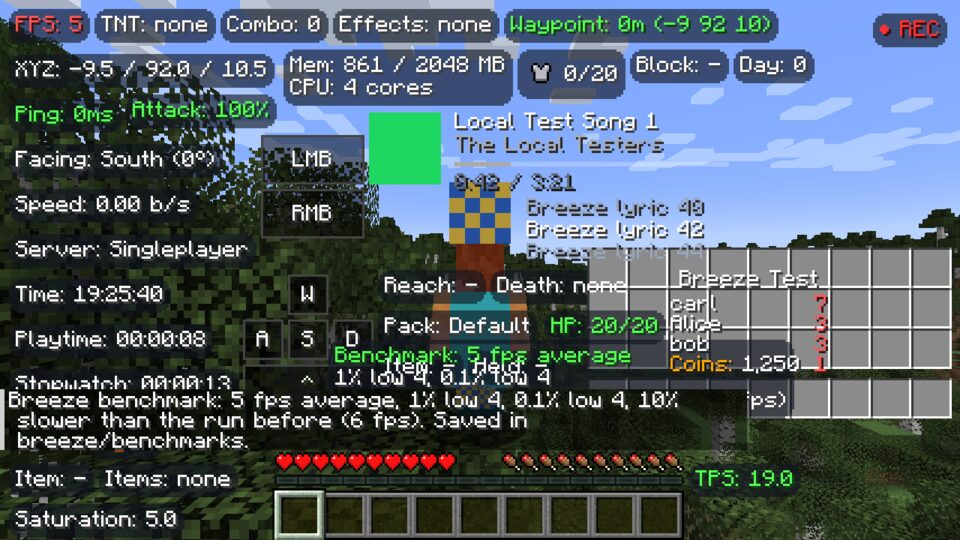 FPS: 5 TNT: none Combo: 0 Effects: none Waypoint: 0m (-9 92 10) REC
XYZ: -9.5 / 92.0 / 10.5
Mem: 861 / 2048 MB
CPU: 4 cores
0/20 Block: - Day: 0
Ping: 0ms Attack: 100%
Local Test Song 1
The Local Testers
Facing: South (0°) LMB
0:42 / 3:21
Speed: 0.00 b/s RMB
Breeze lyric 40
Breeze lyric 42
Breeze lyric 44
Server: Singleplayer
Reach: - Death: none
Breeze Test
Time: 19:25:40 W
carl 7
Alice 3
bob 3
Coins: 1,250 1
Pack: Default HP: 20/20
Playtime: 00:00:08 A S D
Benchmark: 5 fps average
1% low 4, 0.1% low 4
Stopwatch: 00:00:13 ^
Breeze benchmark: 5 fps average, 1% low 4, 0.1% low 4, 10%
slower than the run before (6 fps). Saved in
breeze/benchmarks.
fps)
Item: - Items: none
TPS: 19.0
Saturation: 5.0